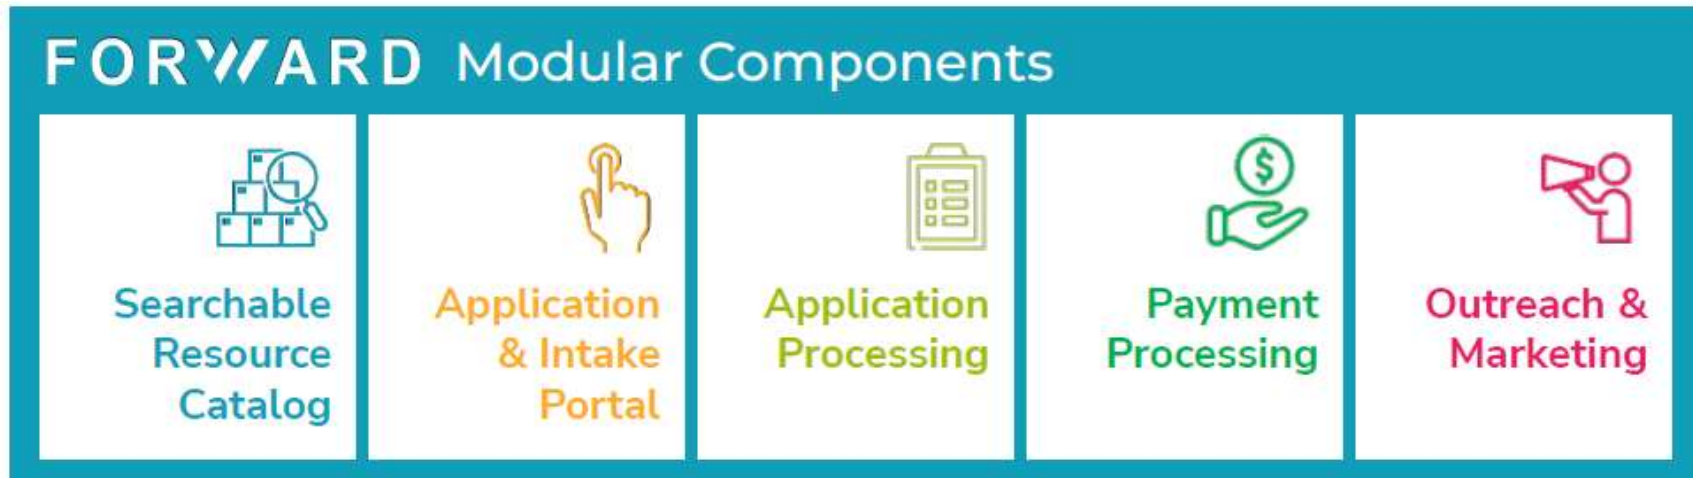 FORWARD Modular Components
Searchable
Resource
Catalog
Application
& Intake
Portal
Application
Processing
Payment
Processing
Outreach &
Marketing